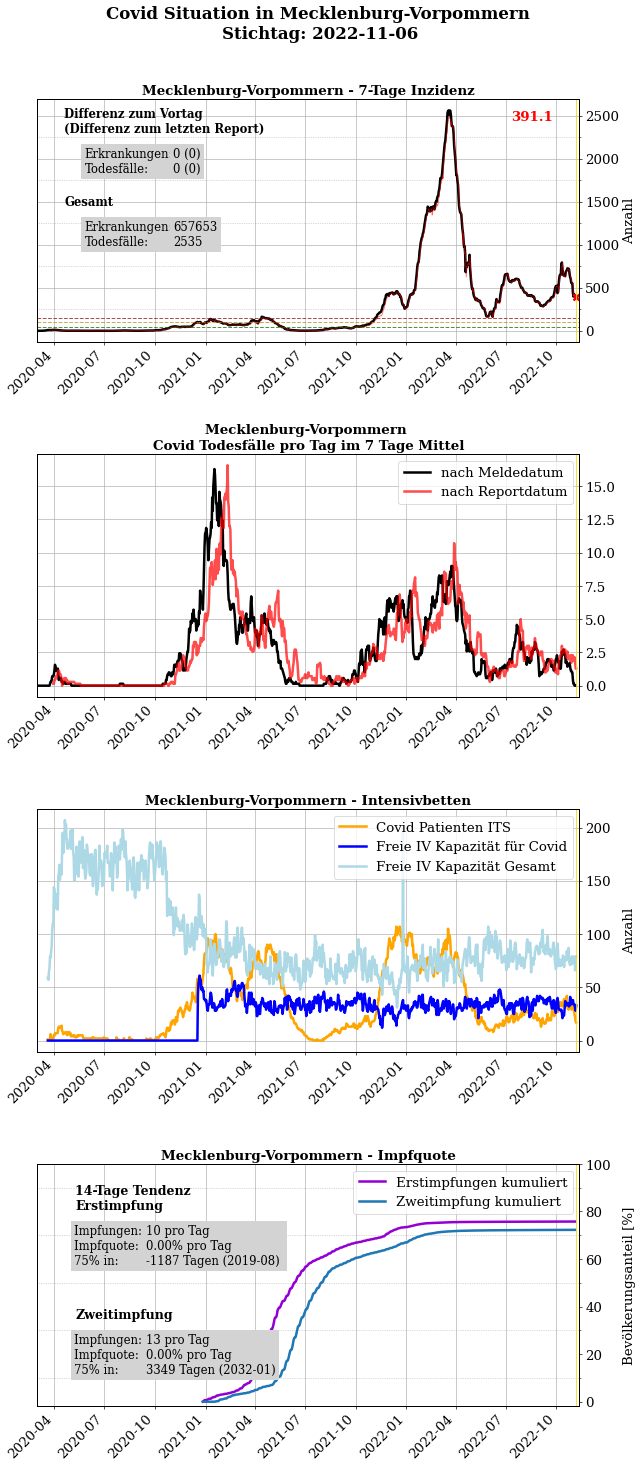 Covid Situation in Mecklenburg-Vorpommern
Stichtag: 2022-11-06
Mecklenburg-Vorpommern - 7-Tage Inzidenz
Differenz zum Vortag
(Differenz zum letzten Report)
Erkrankungen 0 (0)
Todesfälle: 0 (0)
Gesamt
Erkrankungen 657653
Todesfälle: 2535
391.1
2500
2000
1500
1000
500
0
Anzahl
2020-04 2020-07 2020-10 2021-01 2021-04 2021-07 2021-10 2022-01 2022-04 2022-07 2022-10
Mecklenburg-Vorpommern
Covid Todesfälle pro Tag im 7 Tage Mittel
nach Meldedatum
nach Reportdatum
15.0
12.5
10.0
7.5
5.0
2.5
0.0
2020-04 2020-07 2020-10 2021-01 2021-04 2021-07 2021-10 2022-01 2022-04 2022-07 2022-10
Mecklenburg-Vorpommern - Intensivbetten
Covid Patienten ITS
Freie IV Kapazität für Covid
Freie IV Kapazität Gesamt
200
150
100
50
0
Anzahl
2020-04 2020-07 2020-10 2021-01 2021-04 2021-07 2021-10 2022-01 2022-04 2022-07 2022-10
Mecklenburg-Vorpommern - Impfquote
14-Tage Tendenz
Erstimpfung
Impfungen: 10 pro Tag
Impfquote: 0.00% pro Tag
75% in: -1187 Tagen (2019-08)
Zweitimpfung
Impfungen: 13 pro Tag
Impfquote: 0.00% pro Tag
75% in: 3349 Tagen (2032-01)
Erstimpfungen kumuliert
Zweitimpfung kumuliert
100
80
60
40
20
0
Bevölkerungsanteil [%]
2020-04 2020-07 2020-10 2021-01 2021-04 2021-07 2021-10 2022-01 2022-04 2022-07 2022-10